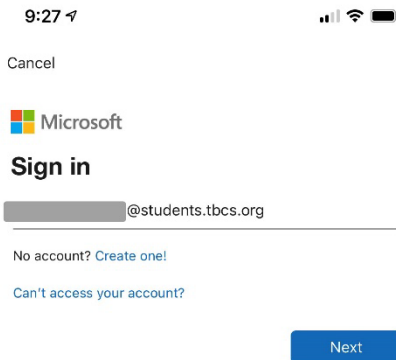 9:27
Cancel
Microsoft
Sign in
@students.tbcs.org
No account? Create one!
Can't access your account?
Next